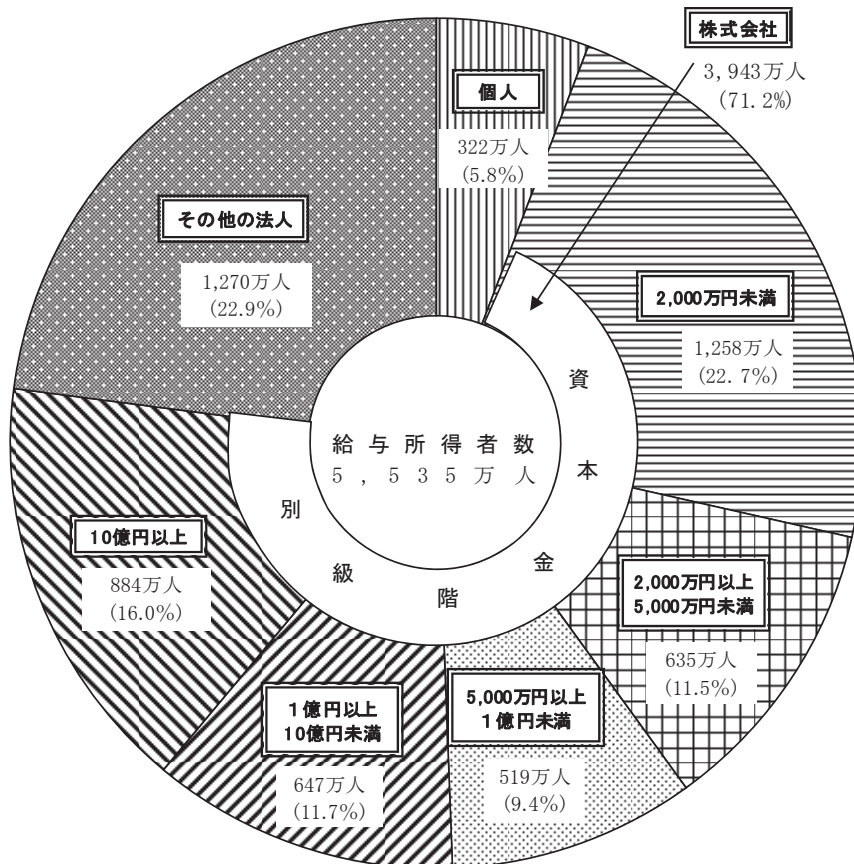 株式会社
3,943万人
(71.2%)
個人
322万人
(5.8%)
その他の法人
1,270万人
(22.9%)
2,000万円未満
1,258万人
(22.7%)
給与所得者数
5,535万人
資本金階級別
10億円以上
884万人
(16.0%)
2,000万円以上
5,000万円未満
635万人
(11.5%)
5,000万円以上
1億円未満
519万人
(9.4%)
1億円以上
10億円未満
647万人
(11.7%)